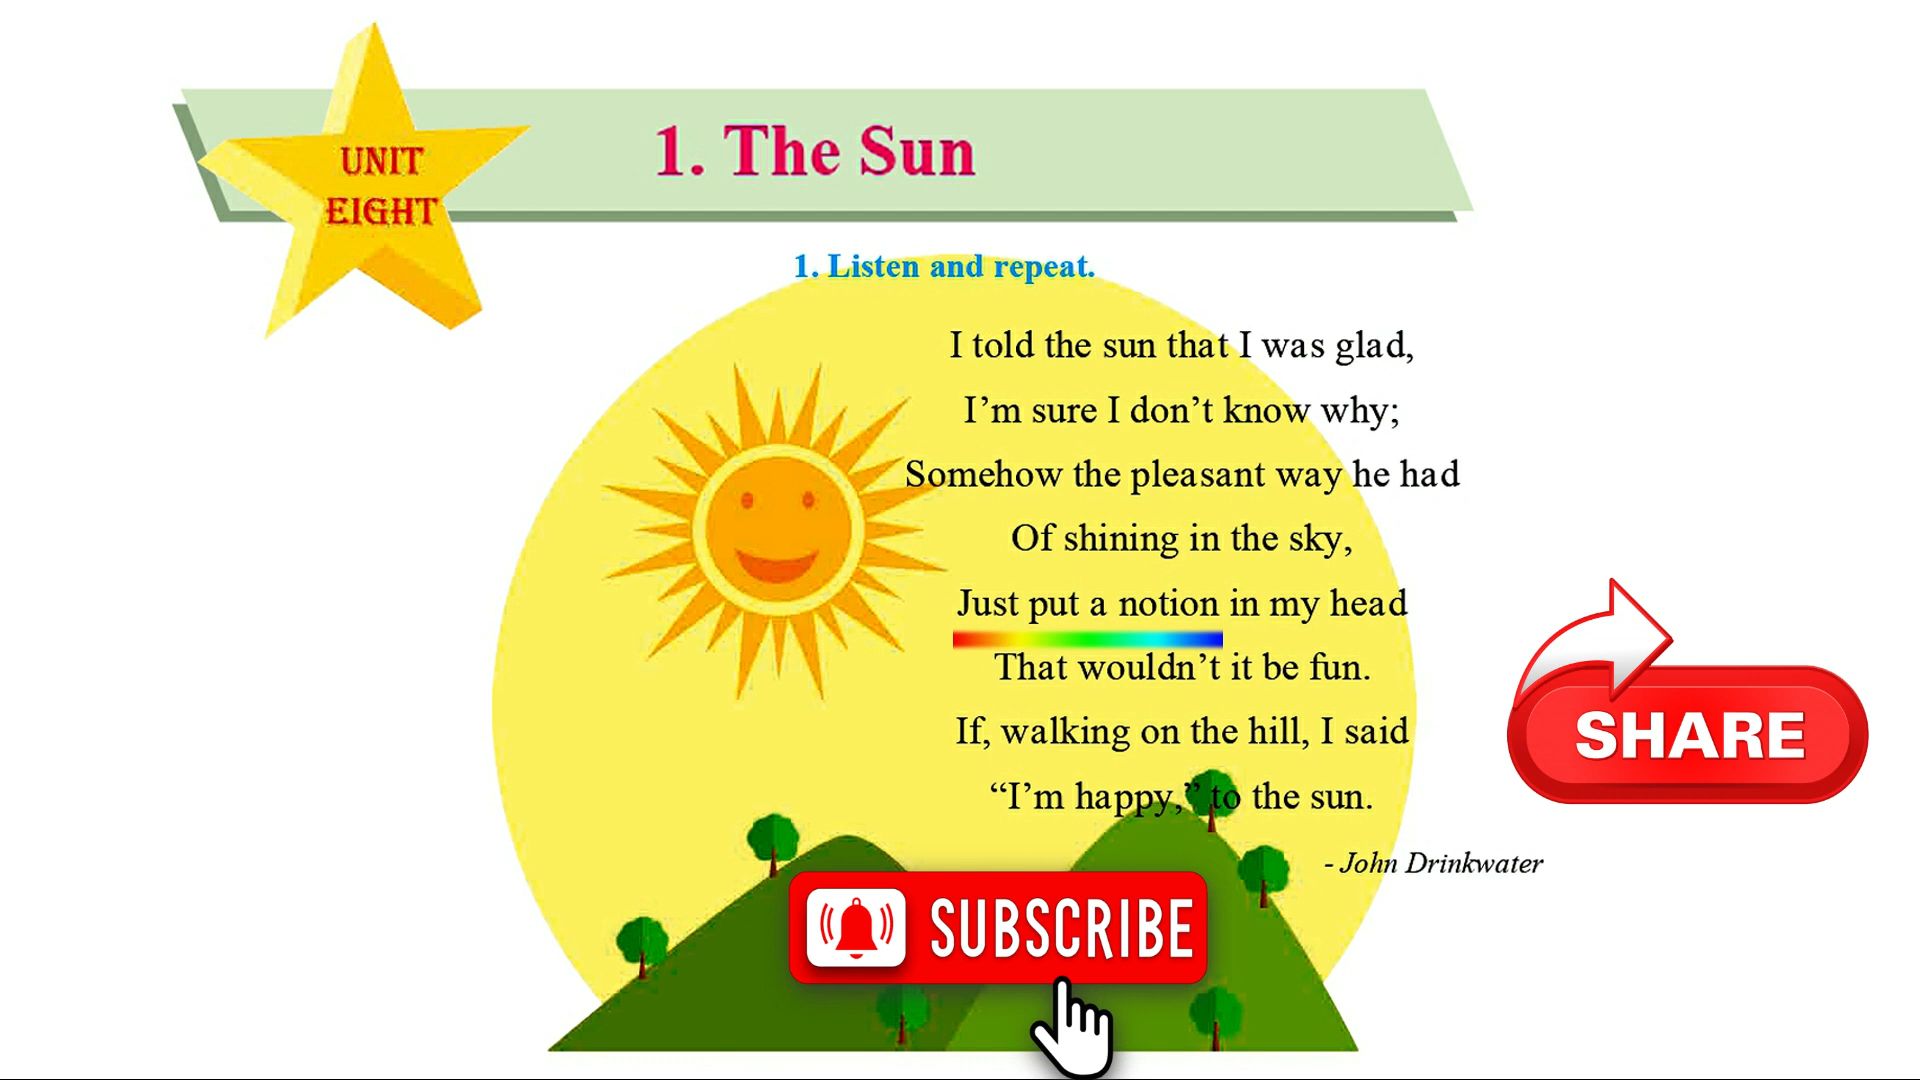 UNIT
EIGHT
1. The Sun
1. Listen and repeat.
I told the sun that I was glad,
I’m sure I don’t know why;
Somehow the pleasant way he had
Of shining in the sky,
Just put a notion in my head
That wouldn’t it be fun.
If, walking on the hill, I said
“I’m happy,” to the sun.
- John Drinkwater
SHARE
SUBSCRIBE